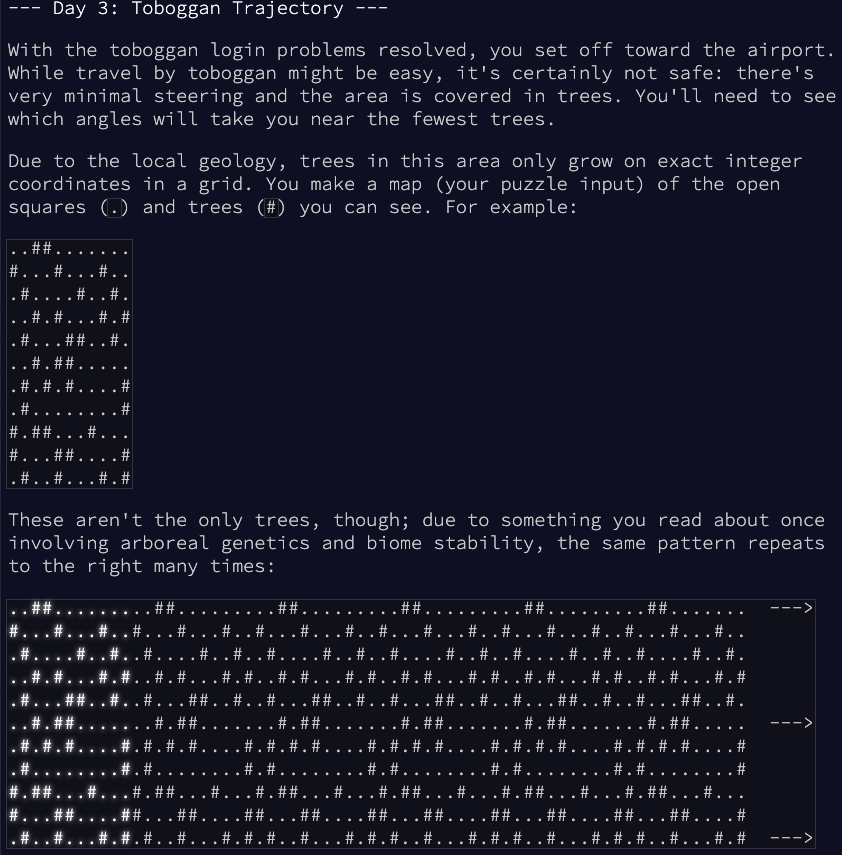 --- Day 3: Toboggan Trajectory ---
With the toboggan login problems resolved, you set off toward the airport.
While travel by toboggan might be easy, it's certainly not safe: there's
very minimal steering and the area is covered in trees. You'll need to see
which angles will take you near the fewest trees.
Due to the local geology, trees in this area only grow on exact integer
coordinates in a grid. You make a map (your puzzle input) of the open
squares (.) and trees (#) you can see. For example:
..##.......
#...#...#..
.#....#..#.
..#.#...#.#
.#...##..#.
..#.##.....
.#.#.#....#
.#........#
#.##...#...
#...##....#
.#..#...#.#
These aren't the only trees, though; due to something you read about once
involving arboreal genetics and biome stability, the same pattern repeats
to the right many times:
..##.........##.........##.........##.........##.........##.......  --->
#...#...#..#...#...#..#...#...#..#...#...#..#...#...#..#...#...#..
.#....#..#..#....#..#..#....#..#..#....#..#..#....#..#..#....#..#.
..#.#...#.#..#.#...#.#..#.#...#.#..#.#...#.#..#.#...#.#..#.#...#.#
.#...##..#..#...##..#..#...##..#..#...##..#..#...##..#..#...##..#.
..#.##.......#.##.......#.##.......#.##.......#.##.......#.##.....  --->
.#.#.#....#.#.#.#....#.#.#.#....#.#.#.#....#.#.#.#....#.#.#.#....#
.#........#.#........#.#........#.#........#.#........#.#........#
#.##...#...#.##...#...#.##...#...#.##...#...#.##...#...#.##...#...
#...##....##...##....##...##....##...##....##...##....##...##....#
.#..#...#.#.#..#...#.#.#..#...#.#.#..#...#.#.#..#...#.#.#..#...#.#  --->